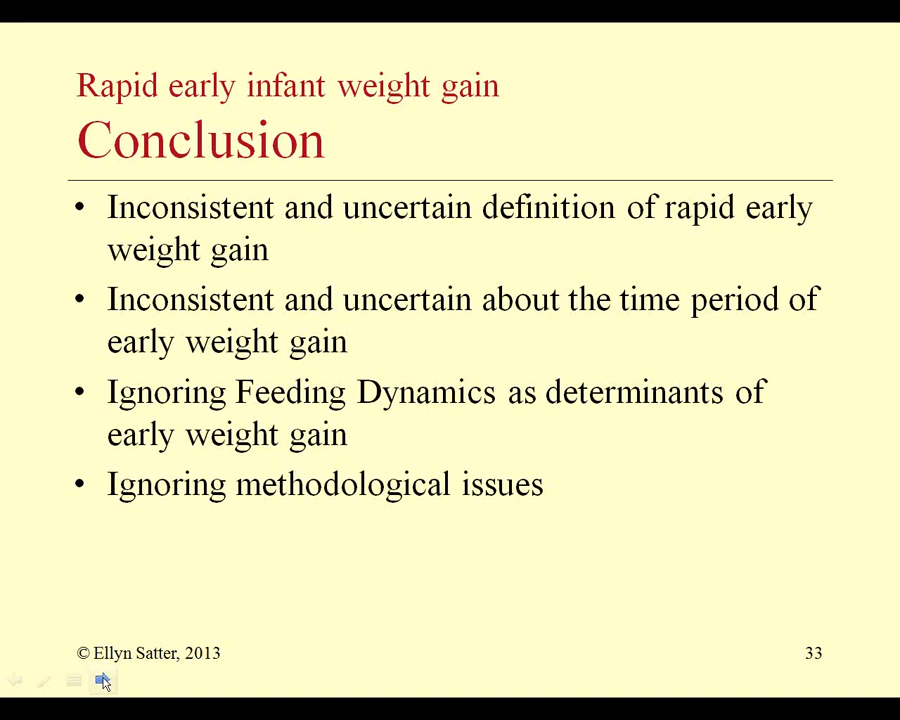 Rapid early infant weight gain
Conclusion
• Inconsistent and uncertain definition of rapid early
weight gain
• Inconsistent and uncertain about the time period of
early weight gain
• Ignoring Feeding Dynamics as determinants of
early weight gain
• Ignoring methodological issues
© Ellyn Satter, 2013
33